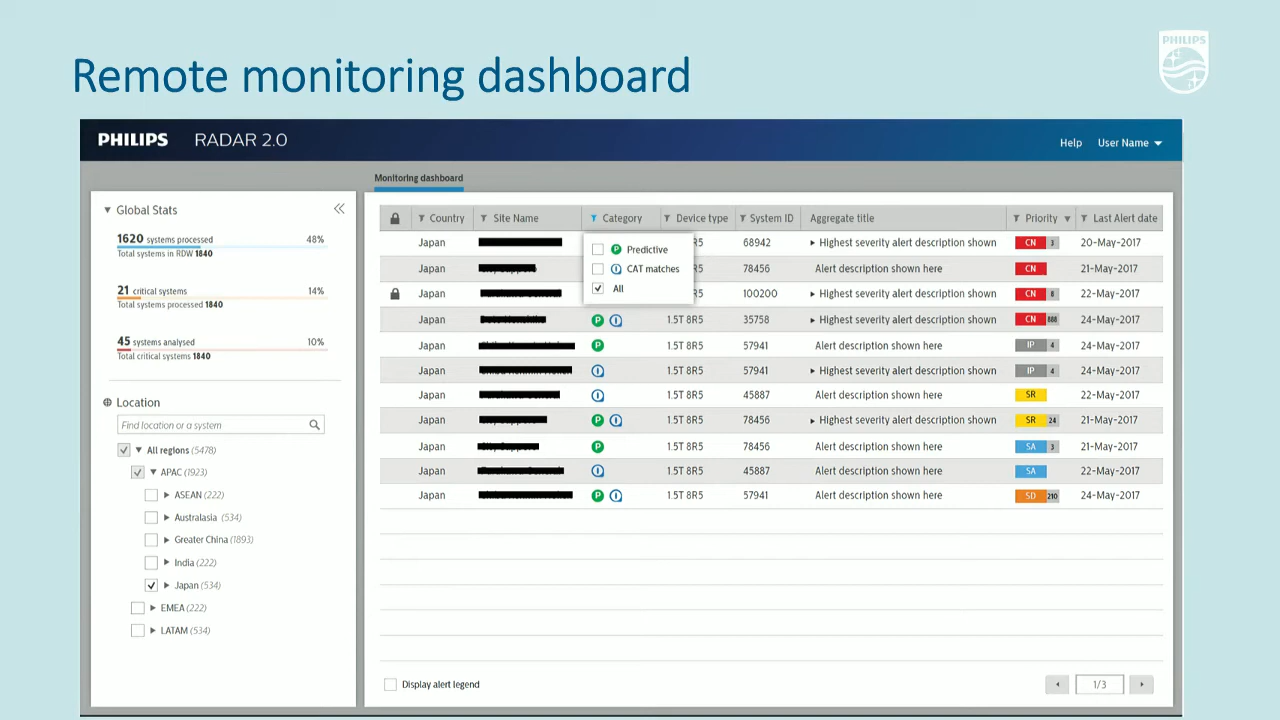 PHILIPS
Remote monitoring dashboard
PHILIPS RADAR 2.0 Help User Name
Monitoring dashboard
Global Stats
1620 systems processed 48%
Total systems in RDW 1840
21 critical systems 14%
Total systems processed 1840
45 systems analysed 10%
Total critical systems 1840
Location
Find location or a system
All regions (5478)
APAC (1923)
ASEAN (222)
Australasia (534)
Greater China (1893)
India (222)
Japan (534)
EMEA (222)
LATAM (534)
Country Site Name Category Device type System ID Aggregate title Priority Last Alert date
P Predictive
CAT matches
All
Japan R5 68942 Highest severity alert description shown CN 3 20-May-2017
Japan 78456 Alert description shown here CN 21-May-2017
Japan R5 100200 Highest severity alert description shown CN 8 22-May-2017
Japan P 1.5T 8R5 35758 Highest severity alert description shown CN 888 24-May-2017
Japan P 1.5T 8R5 57941 Alert description shown here IP 4 24-May-2017
Japan 1.5T 8R5 57941 Highest severity alert description shown IP 4 24-May-2017
Japan 1.5T 8R5 45887 Alert description shown here SR 22-May-2017
Japan P 1.5T 8R5 78456 Highest severity alert description shown SR 24 21-May-2017
Japan P 1.5T 8R5 78456 Alert description shown here SA 3 21-May-2017
Japan 1.5T 8R5 45887 Alert description shown here SA 22-May-2017
Japan P 1.5T 8R5 57941 Alert description shown here SD 210 24-May-2017
Display alert legend
1/3